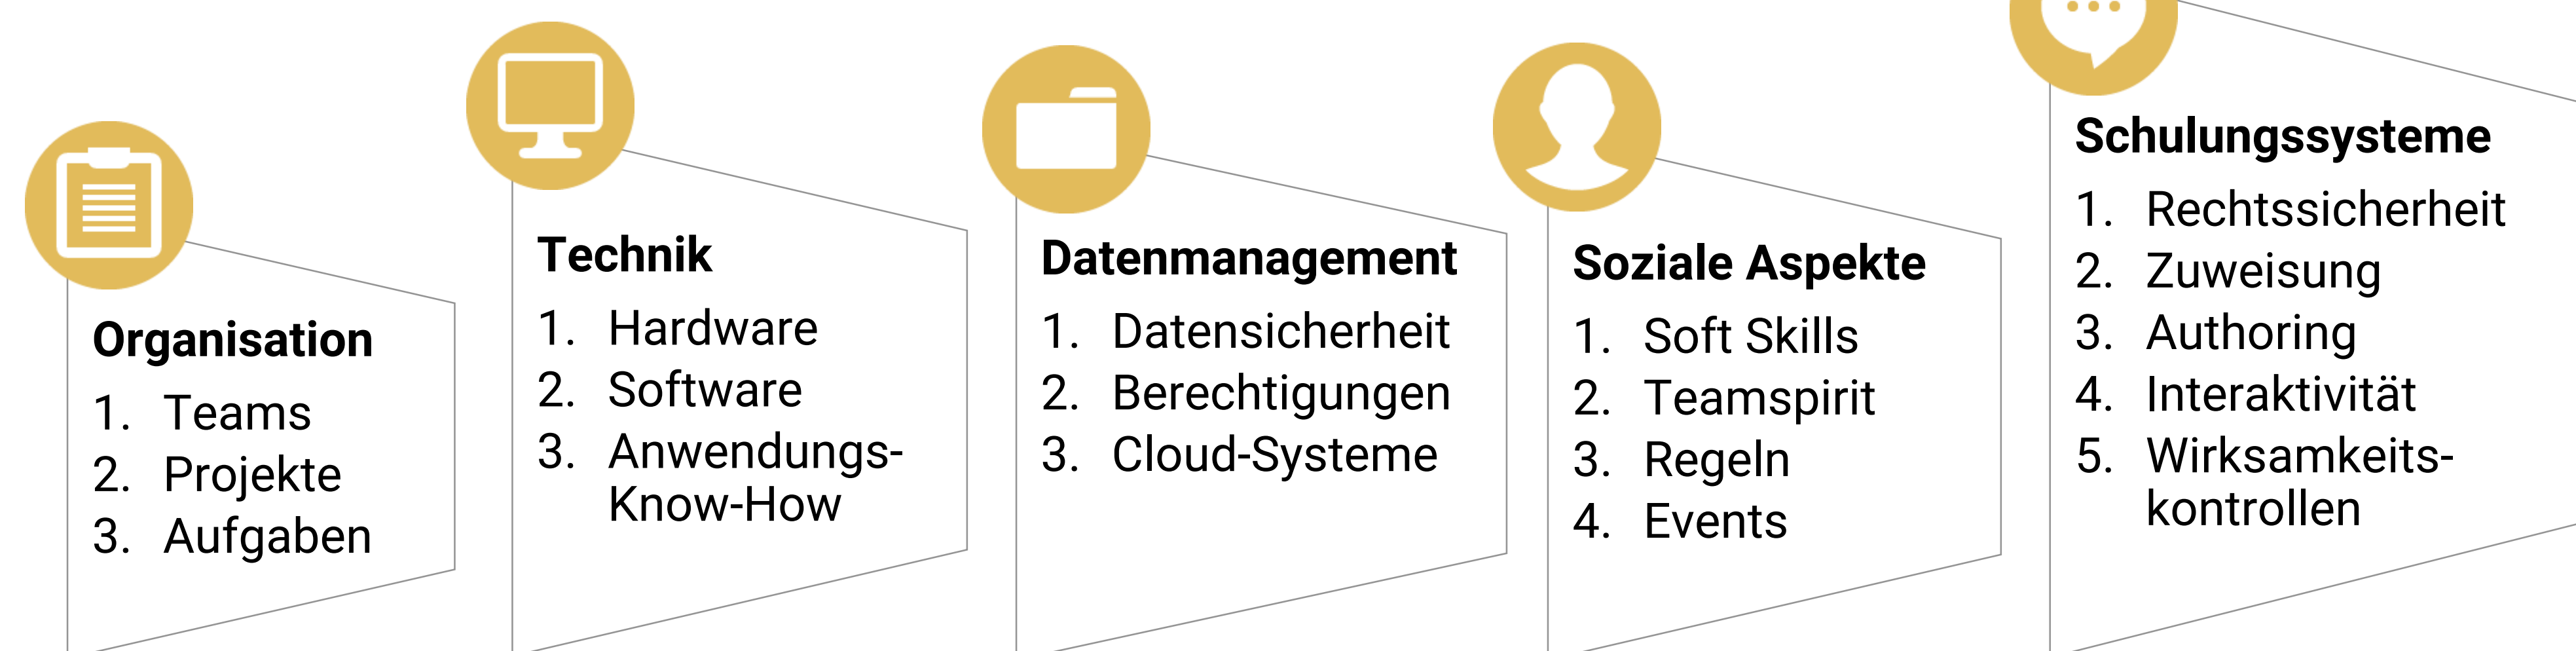 Organisation
1. Teams
2. Projekte
3. Aufgaben
Technik
1. Hardware
2. Software
3. Anwendungs-
Know-How
Datenmanagement
1. Datensicherheit
2. Berechtigungen
3. Cloud-Systeme
Soziale Aspekte
1. Soft Skills
2. Teamspirit
3. Regeln
4. Events
Schulungssysteme
1. Rechtssicherheit
2. Zuweisung
3. Authoring
4. Interaktivität
5. Wirksamkeits-
kontrollen